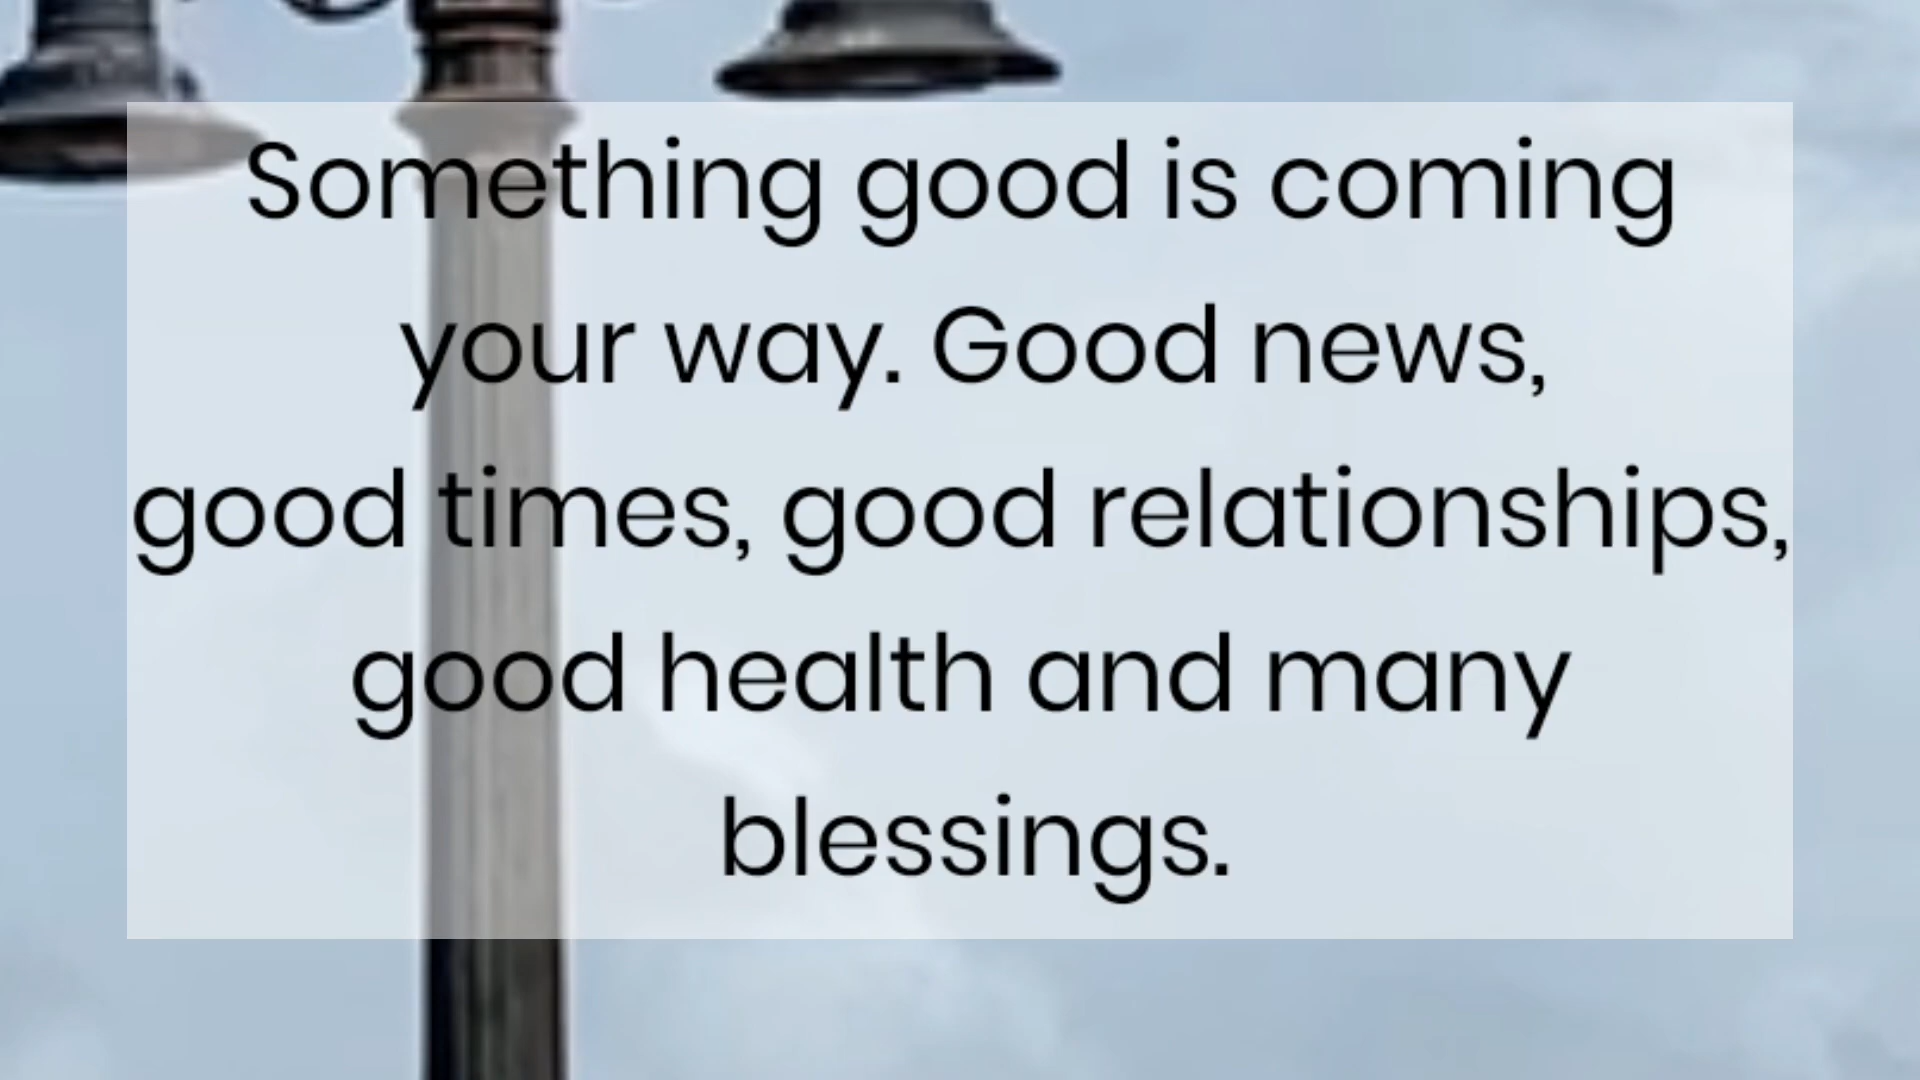 Something good is coming
your way. Good news,
good times, good relationships,
good health and many
blessings.